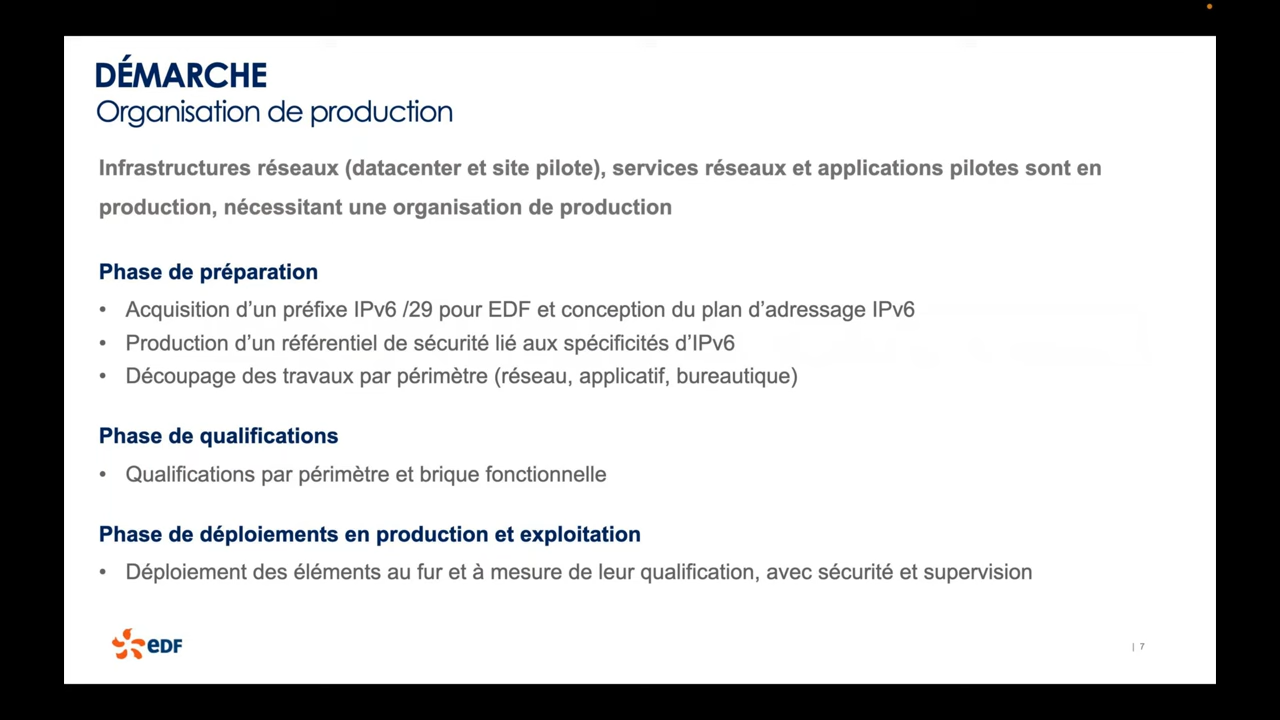 DÉMARCHE
Organisation de production
Infrastructures réseaux (datacenter et site pilote), services réseaux et applications pilotes sont en
production, nécessitant une organisation de production
Phase de préparation
• Acquisition d’un préfixe IPv6 /29 pour EDF et conception du plan d’adressage IPv6
• Production d’un référentiel de sécurité lié aux spécificités d’IPv6
• Découpage des travaux par périmètre (réseau, applicatif, bureautique)
Phase de qualifications
• Qualifications par périmètre et brique fonctionnelle
Phase de déploiements en production et exploitation
• Déploiement des éléments au fur et à mesure de leur qualification, avec sécurité et supervision
eDF
| 7